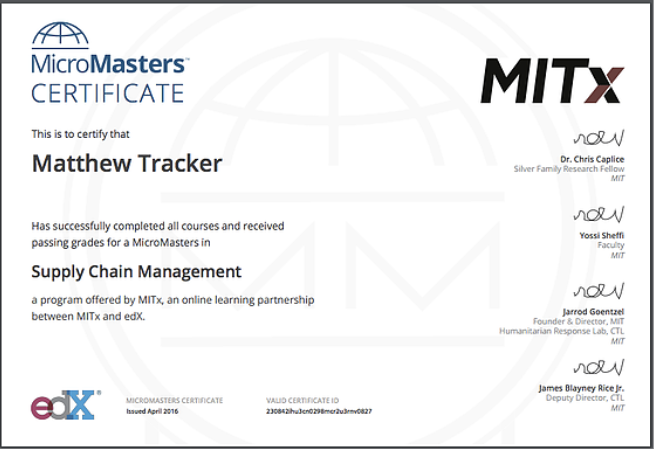 MicroMasters™
CERTIFICATE
MITx
This is to certify that
Matthew Tracker
Has successfully completed all courses and received
passing grades for a MicroMasters in
Supply Chain Management
a program offered by MITx, an online learning partnership
between MITx and edX.
Dr. Chris Caplice
Silver Family Research Fellow
MIT
Yossi Sheffi
Faculty
MIT
Jarrod Goentzel
Founder & Director, MIT
Humanitarian Response Lab, CTL
MIT
James Blayney Rice Jr.
Deputy Director, CTL
MIT
edX®
MICROMASTERS CERTIFICATE
Issued April 2016
VALID CERTIFICATE ID
230842ihu3cn0298mcr2u3rnv0827